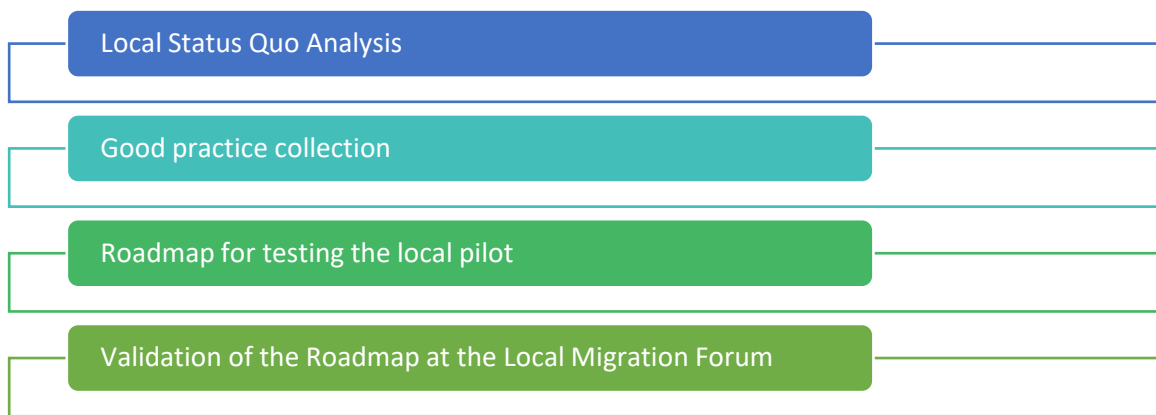 Local Status Quo Analysis
Good practice collection
Roadmap for testing the local pilot
Validation of the Roadmap at the Local Migration Forum